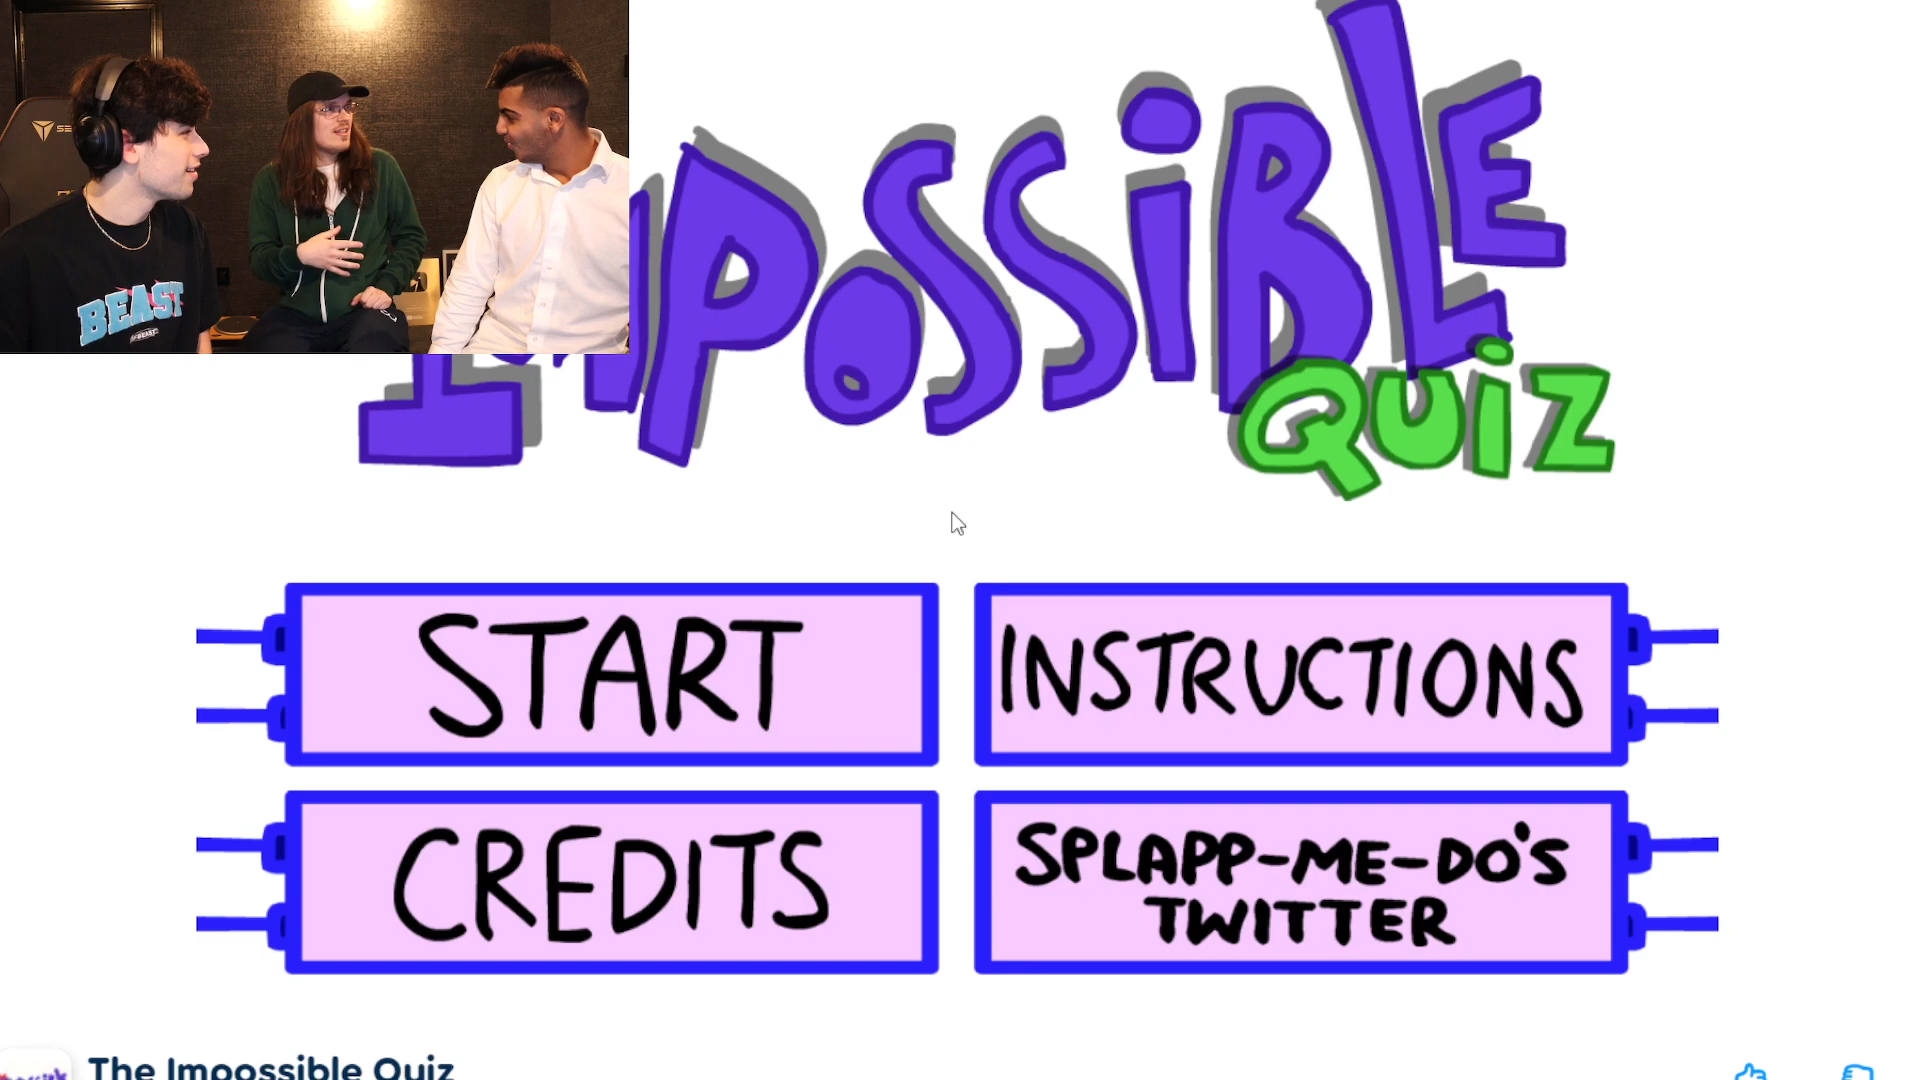 IMPOSSIBLE
QUIZ
BEAST
START
INSTRUCTIONS
CREDITS
SPLAPP-ME-DO'S
TWITTER
The Impossible Quiz